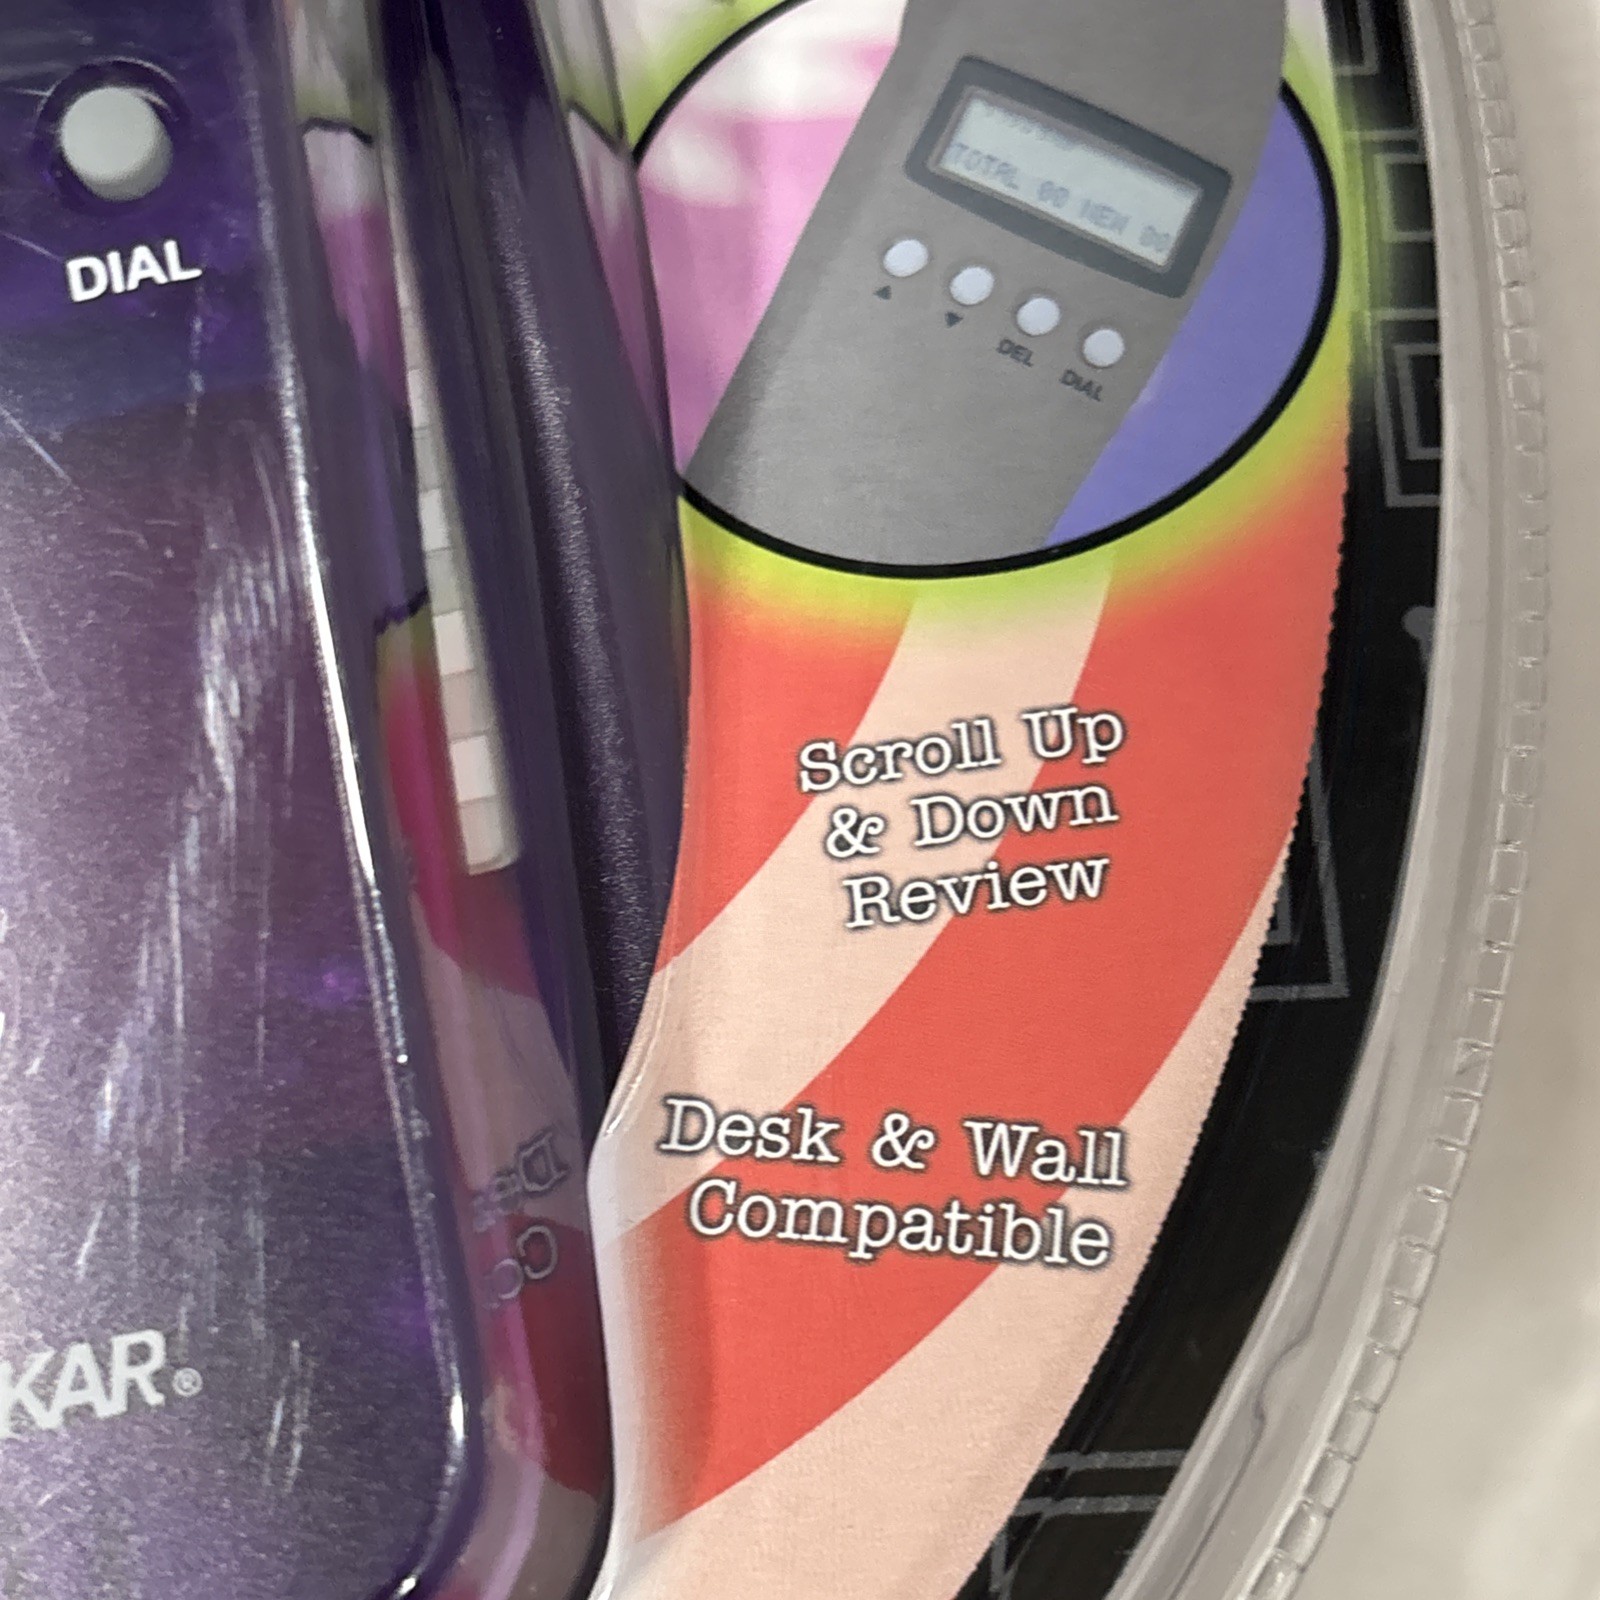 DIAL
TOTAL 00 NEW 00
▲ ▼ DEL DIAL
Scroll Up
& Down
Review
Desk & Wall
Compatible
KAR®